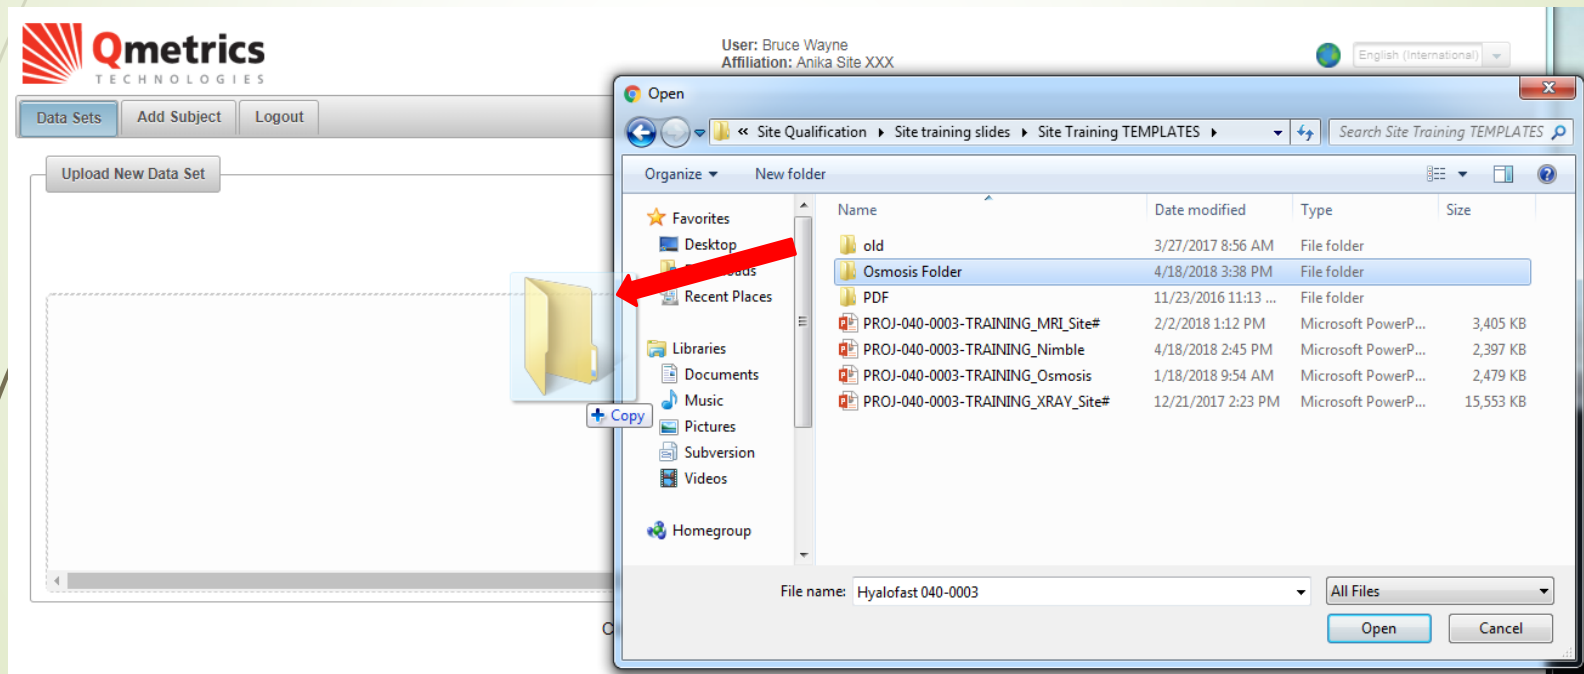 Qmetrics
TECHNOLOGIES
User: Bruce Wayne
Affiliation: Anika Site XXX
English (International)
Data Sets Add Subject Logout
Upload New Data Set
Copy
Open
« Site Qualification Site training slides Site Training TEMPLATES
Search Site Training TEMPLATES
Organize New folder
Favorites
Desktop
Recent Places
Libraries
Documents
Music
Pictures
Subversion
Videos
Homegroup
Name Date modified Type Size
old 3/27/2017 8:56 AM File folder
Osmosis Folder 4/18/2018 3:38 PM File folder
PDF 11/23/2016 11:13 ... File folder
PROJ-040-0003-TRAINING_MRI_Site# 2/2/2018 1:12 PM Microsoft PowerP... 3,405 KB
PROJ-040-0003-TRAINING_Nimble 4/18/2018 2:45 PM Microsoft PowerP... 2,397 KB
PROJ-040-0003-TRAINING_Osmosis 1/18/2018 9:54 AM Microsoft PowerP... 2,479 KB
PROJ-040-0003-TRAINING_XRAY_Site# 12/21/2017 2:23 PM Microsoft PowerP... 15,553 KB
File name: Hyalofast 040-0003 All Files
Open Cancel